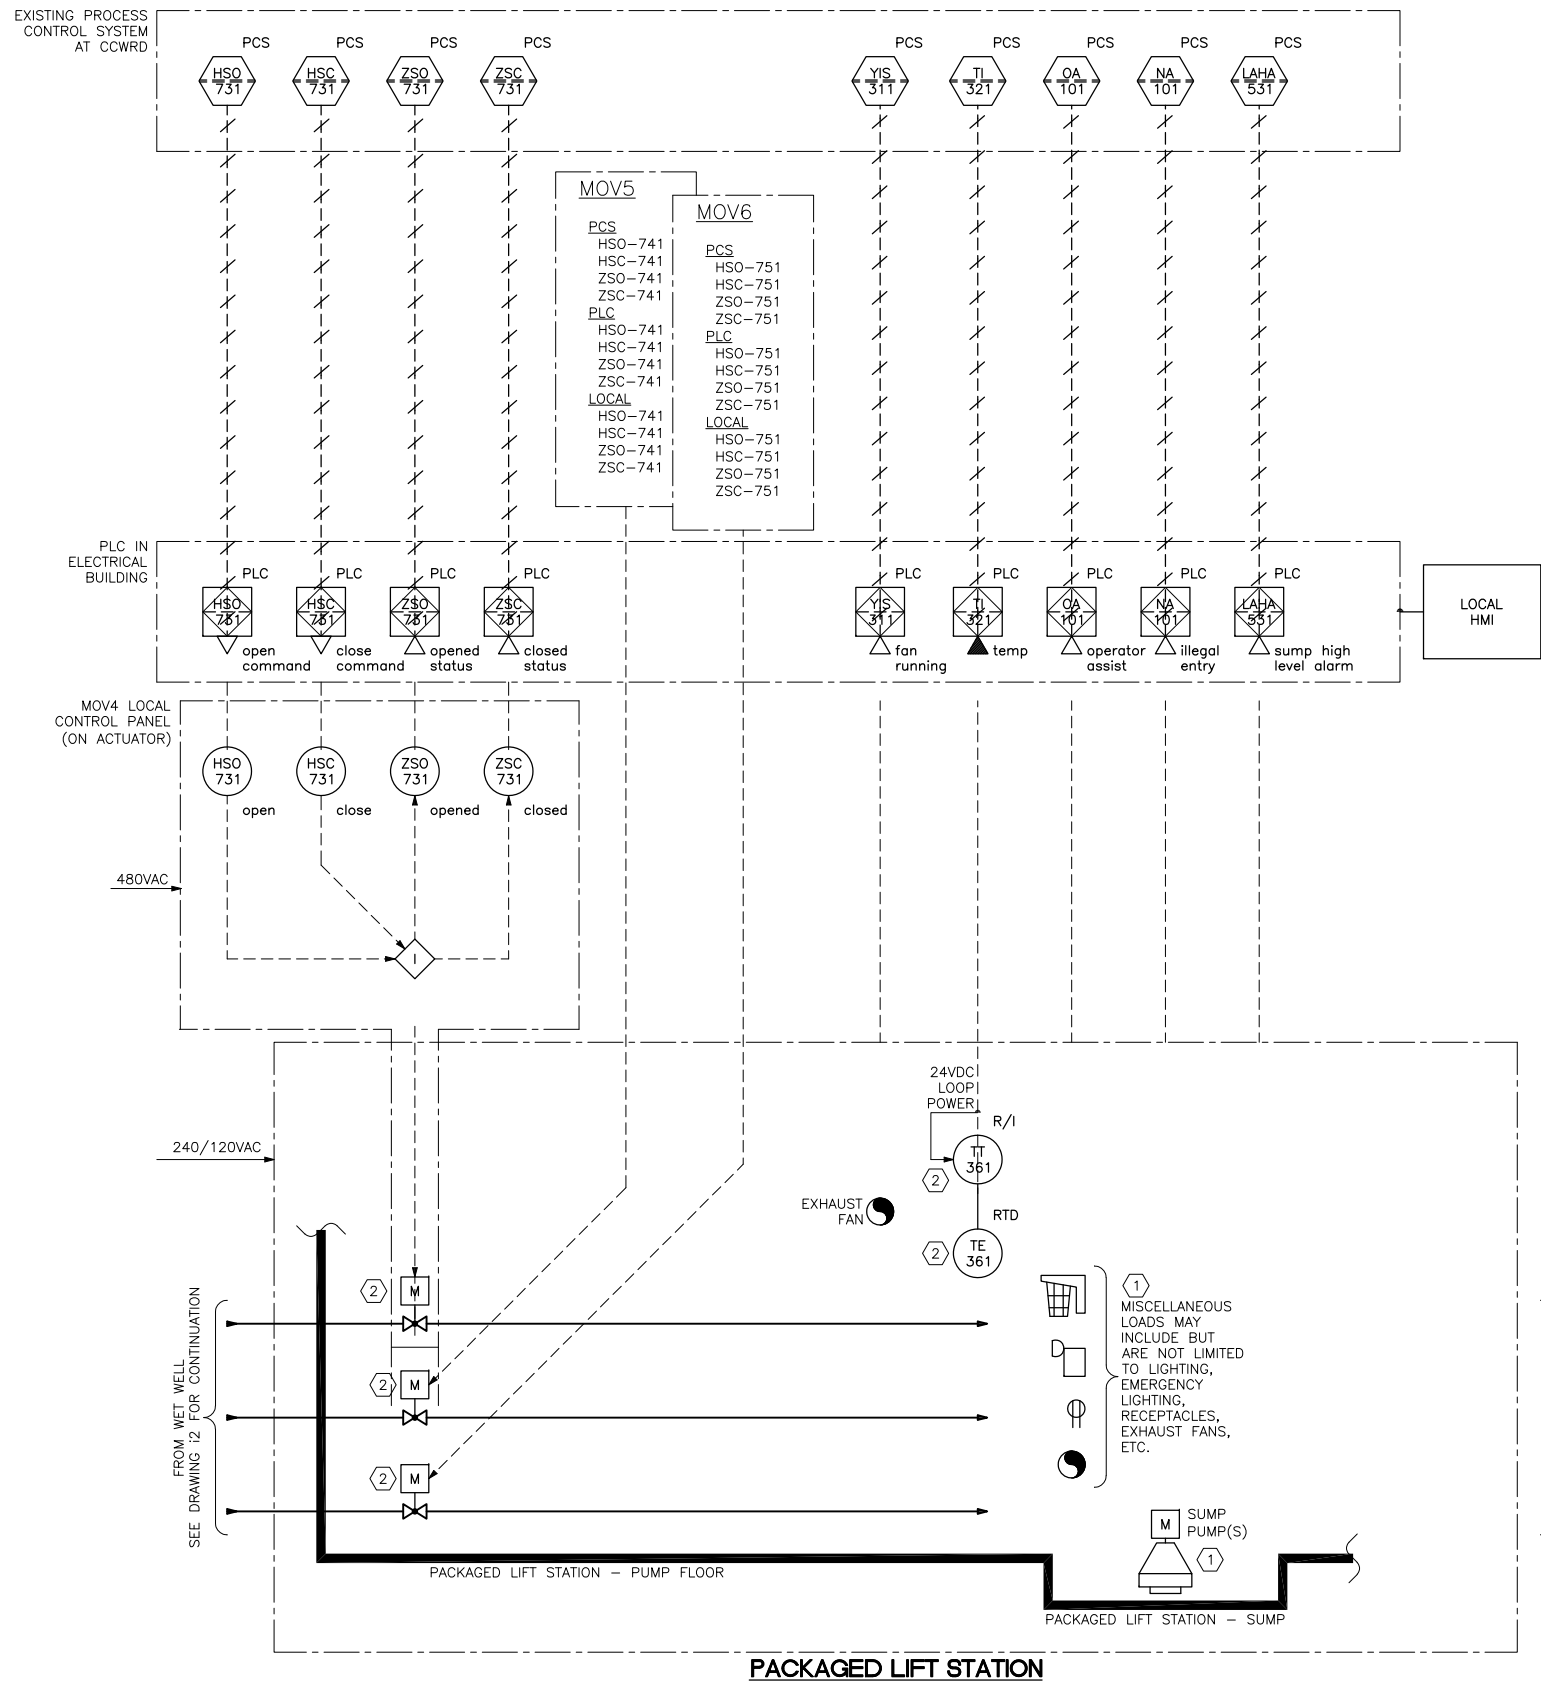 EXISTING PROCESS
CONTROL SYSTEM
AT CCWRD
PCS
HSO
731
PCS
HSC
731
PCS
ZSO
731
PCS
ZSC
731
PCS
YIS
311
PCS
TI
321
PCS
OA
101
PCS
NA
101
PCS
LAHA
531
MOV5
PCS
HSO-741
HSC-741
ZSO-741
ZSC-741
PLC
HSO-741
HSC-741
ZSO-741
ZSC-741
LOCAL
HSO-741
HSC-741
ZSO-741
ZSC-741
MOV6
PCS
HSO-751
HSC-751
ZSO-751
ZSC-751
PLC
HSO-751
HSC-751
ZSO-751
ZSC-751
LOCAL
HSO-751
HSC-751
ZSO-751
ZSC-751
PLC IN
ELECTRICAL
BUILDING
PLC
HSO
731
open
command
PLC
HSC
731
close
command
PLC
ZSO
731
opened
status
PLC
ZSC
731
closed
status
PLC
YIS
311
fan
running
PLC
TI
321
temp
PLC
OA
101
operator
assist
PLC
NA
101
illegal
entry
PLC
LAHA
531
sump high
level alarm
LOCAL
HMI
MOV4 LOCAL
CONTROL PANEL
(ON ACTUATOR)
HSO
731
open
HSC
731
close
ZSO
731
opened
ZSC
731
closed
480VAC
I
240/120VAC
24VDC
LOOP
POWER
R/I
TT
361
2
RTD
TE
361
2
EXHAUST
FAN
2
M
2
M
2
M
FROM WET WELL
SEE DRAWING i2 FOR CONTINUATION
1
MISCELLANEOUS
LOADS MAY
INCLUDE BUT
ARE NOT LIMITED
TO LIGHTING,
EMERGENCY
LIGHTING,
RECEPTACLES,
EXHAUST FANS,
ETC.
M
SUMP
PUMP(S)
1
PACKAGED LIFT STATION - PUMP FLOOR
PACKAGED LIFT STATION - SUMP
PACKAGED LIFT STATION